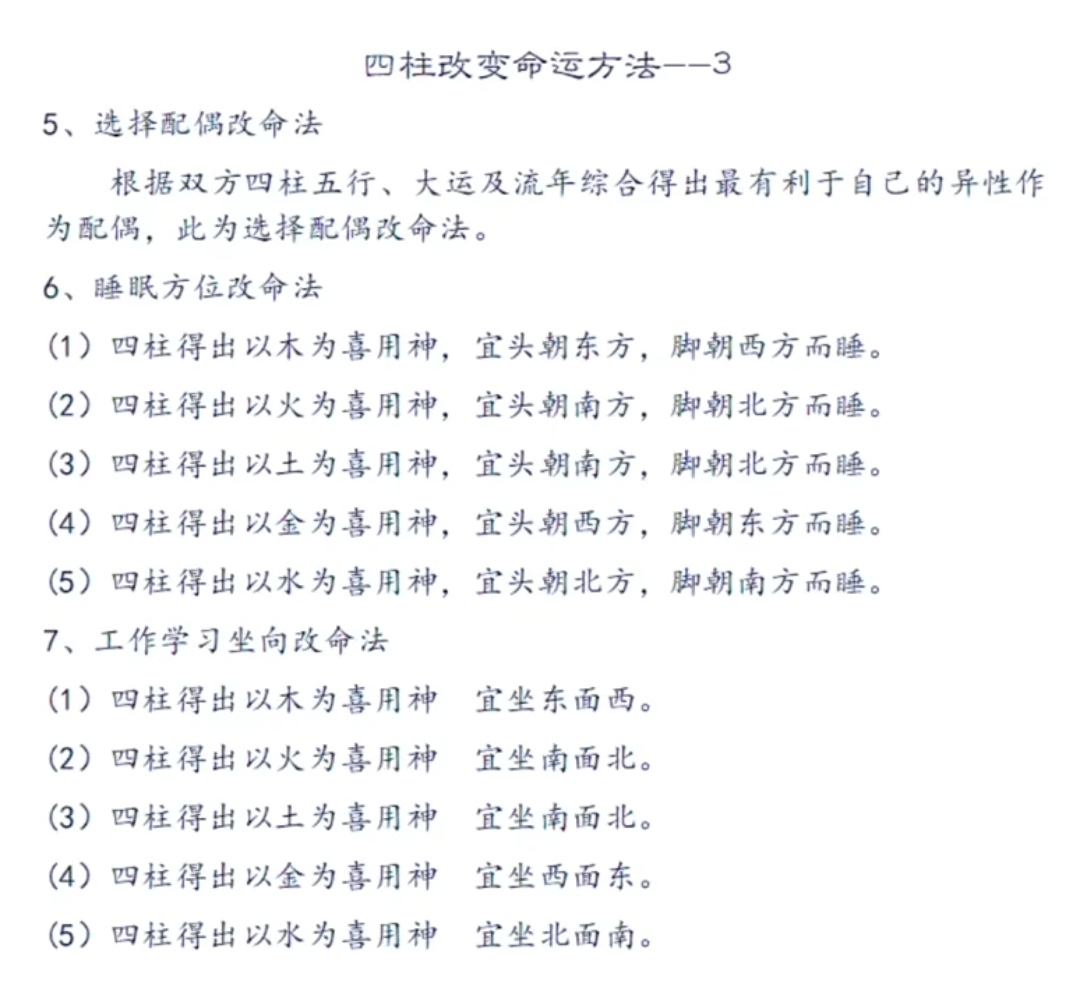 四柱改变命运方法——3
5、选择配偶改命法
根据双方四柱五行、大运及流年综合得出最有利于自己的异性作
为配偶，此为选择配偶改命法。
6、睡眠方位改命法
（1）四柱得出以木为喜用神，宜头朝东方，脚朝西方而睡。
（2）四柱得出以火为喜用神，宜头朝南方，脚朝北方而睡。
（3）四柱得出以土为喜用神，宜头朝南方，脚朝北方而睡。
（4）四柱得出以金为喜用神，宜头朝西方，脚朝东方而睡。
（5）四柱得出以水为喜用神，宜头朝北方，脚朝南方而睡。
7、工作学习坐向改命法
（1）四柱得出以木为喜用神　宜坐东面西。
（2）四柱得出以火为喜用神　宜坐南面北。
（3）四柱得出以土为喜用神　宜坐南面北。
（4）四柱得出以金为喜用神　宜坐西面东。
（5）四柱得出以水为喜用神　宜坐北面南。